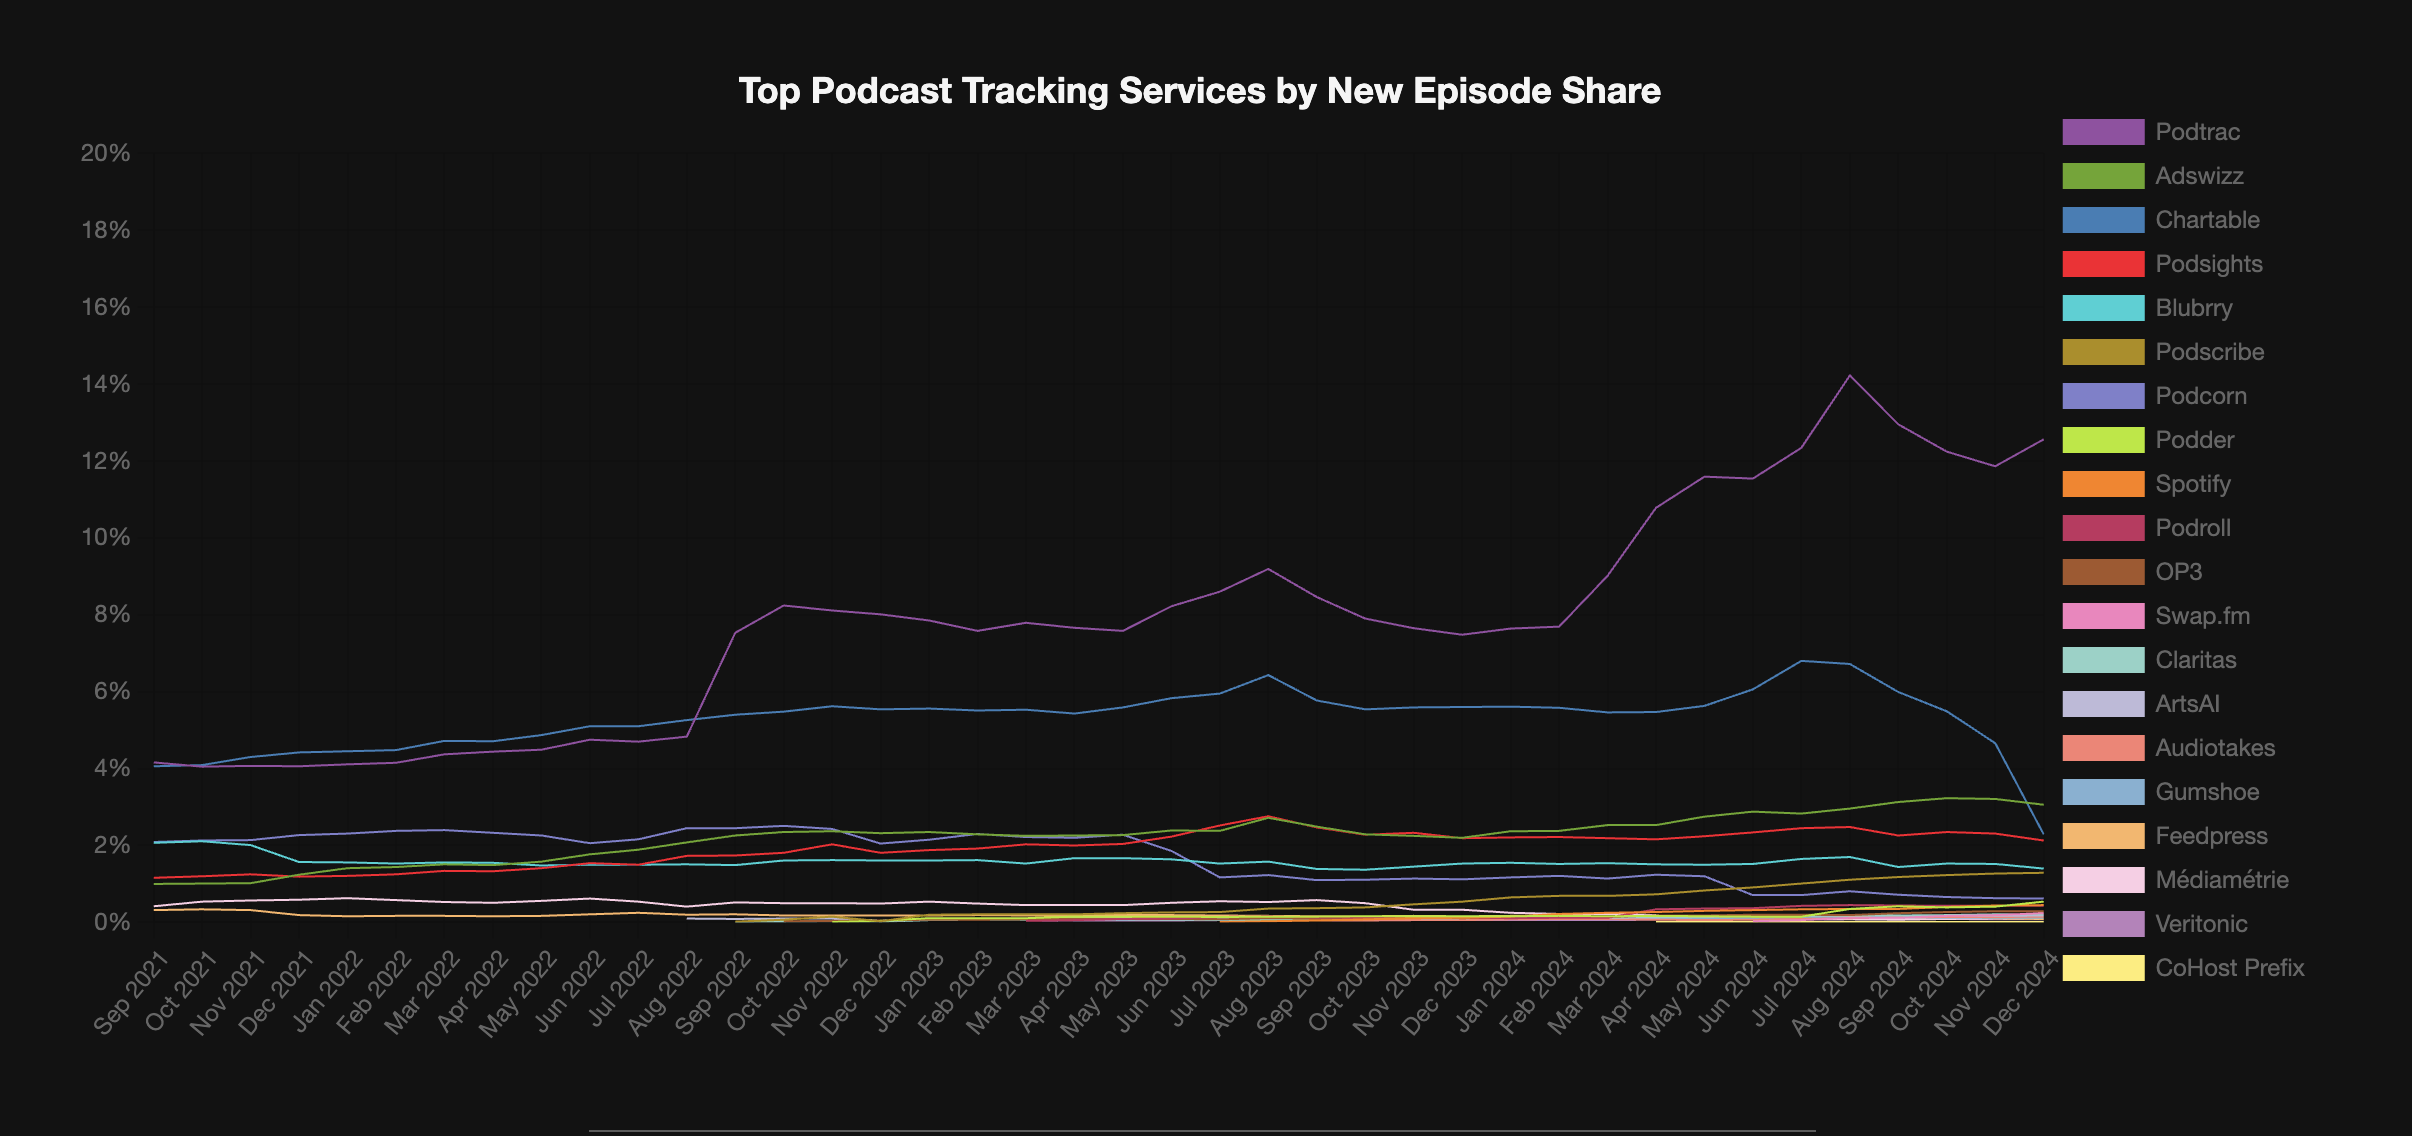 Top Podcast Tracking Services by New Episode Share
20%
18%
16%
14%
12%
10%
8%
6%
4%
2%
0%
Sep 2021
Oct 2021
Nov 2021
Dec 2021
Jan 2022
Feb 2022
Mar 2022
Apr 2022
May 2022
Jun 2022
Jul 2022
Aug 2022
Sep 2022
Oct 2022
Nov 2022
Dec 2022
Jan 2023
Feb 2023
Mar 2023
Apr 2023
May 2023
Jun 2023
Jul 2023
Aug 2023
Sep 2023
Oct 2023
Nov 2023
Dec 2023
Jan 2024
Feb 2024
Mar 2024
Apr 2024
May 2024
Jun 2024
Jul 2024
Aug 2024
Sep 2024
Oct 2024
Nov 2024
Dec 2024
Podtrac
Adswizz
Chartable
Podsights
Blubrry
Podscribe
Podcorn
Podder
Spotify
Podroll
OP3
Swap.fm
Claritas
ArtsAI
Audiotakes
Gumshoe
Feedpress
Médiamétrie
Veritonic
CoHost Prefix